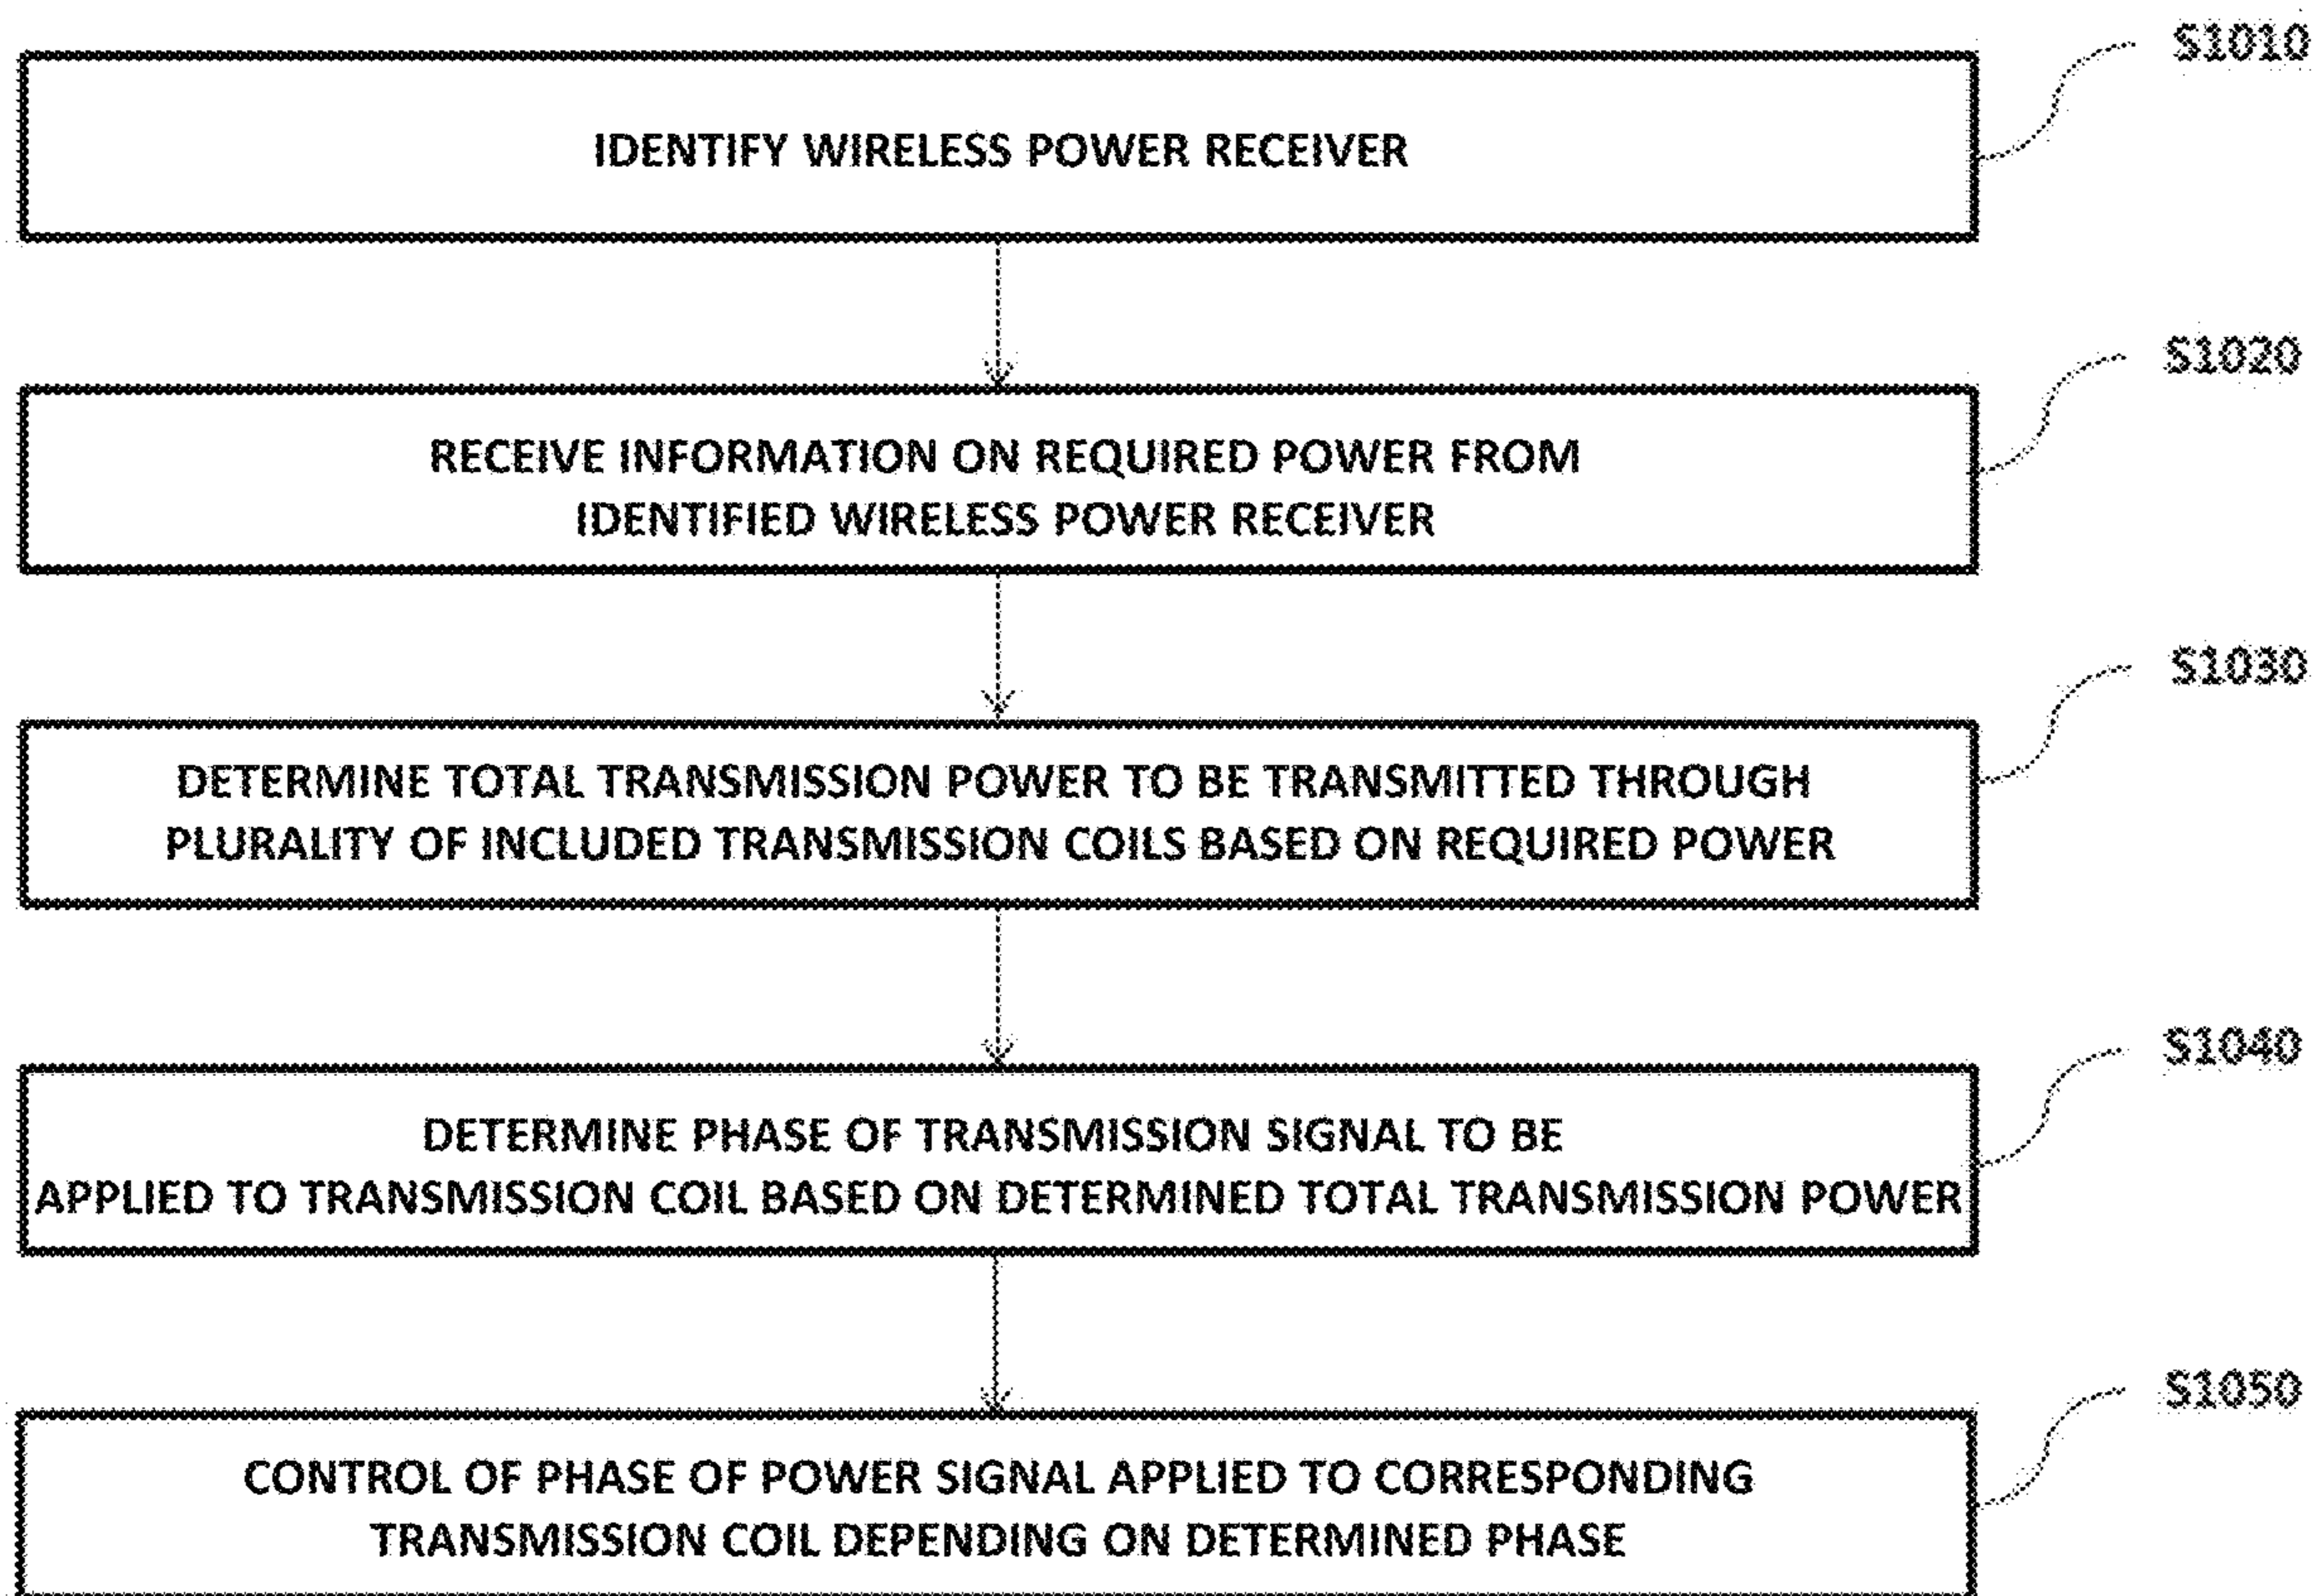 S1010
IDENTIFY WIRELESS POWER RECEIVER
S1020
RECEIVE INFORMATION ON REQUIRED POWER FROM
IDENTIFIED WIRELESS POWER RECEIVER
S1030
DETERMINE TOTAL TRANSMISSION POWER TO BE TRANSMITTED THROUGH
PLURALITY OF INCLUDED TRANSMISSION COILS BASED ON REQUIRED POWER
S1040
DETERMINE PHASE OF TRANSMISSION SIGNAL TO BE
APPLIED TO TRANSMISSION COIL BASED ON DETERMINED TOTAL TRANSMISSION POWER
S1050
CONTROL OF PHASE OF POWER SIGNAL APPLIED TO CORRESPONDING
TRANSMISSION COIL DEPENDING ON DETERMINED PHASE